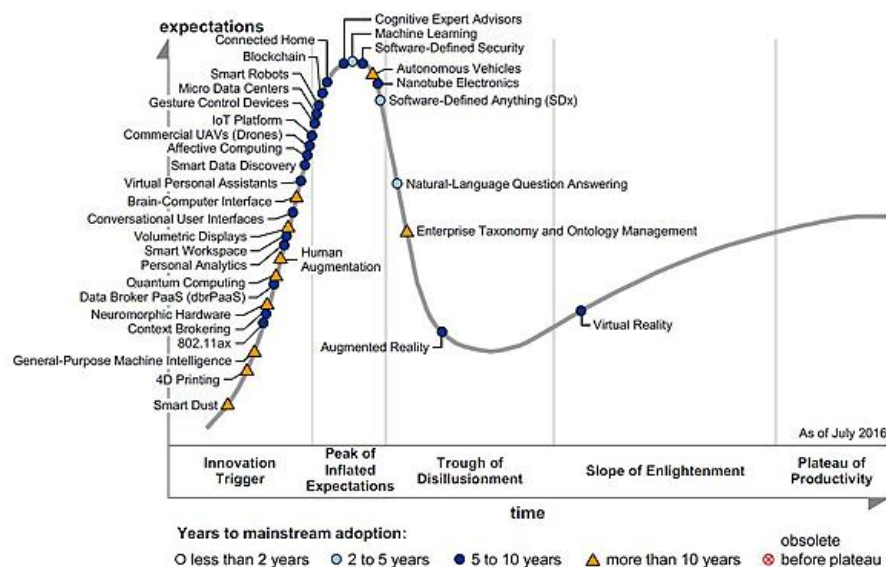 expectations
Cognitive Expert Advisors
Machine Learning
Software-Defined Security
Autonomous Vehicles
Nanotube Electronics
Software-Defined Anything (SDx)
Connected Home
Blockchain
Smart Robots
Micro Data Centers
Gesture Control Devices
IoT Platform
Commercial UAVs (Drones)
Affective Computing
Smart Data Discovery
Virtual Personal Assistants
Brain-Computer Interface
Conversational User Interfaces
Volumetric Displays
Smart Workspace
Personal Analytics
Quantum Computing
Data Broker PaaS (dbrPaaS)
Neuromorphic Hardware
Context Brokering
802.11ax
General-Purpose Machine Intelligence
4D Printing
Smart Dust
Human
Augmentation
Natural-Language Question Answering
Enterprise Taxonomy and Ontology Management
Augmented Reality
Virtual Reality
As of July 2016
Innovation
Trigger
Peak of
Inflated
Expectations
Trough of
Disillusionment
Slope of Enlightenment
Plateau of
Productivity
time
Years to mainstream adoption:
less than 2 years
2 to 5 years
5 to 10 years
more than 10 years
obsolete
before plateau